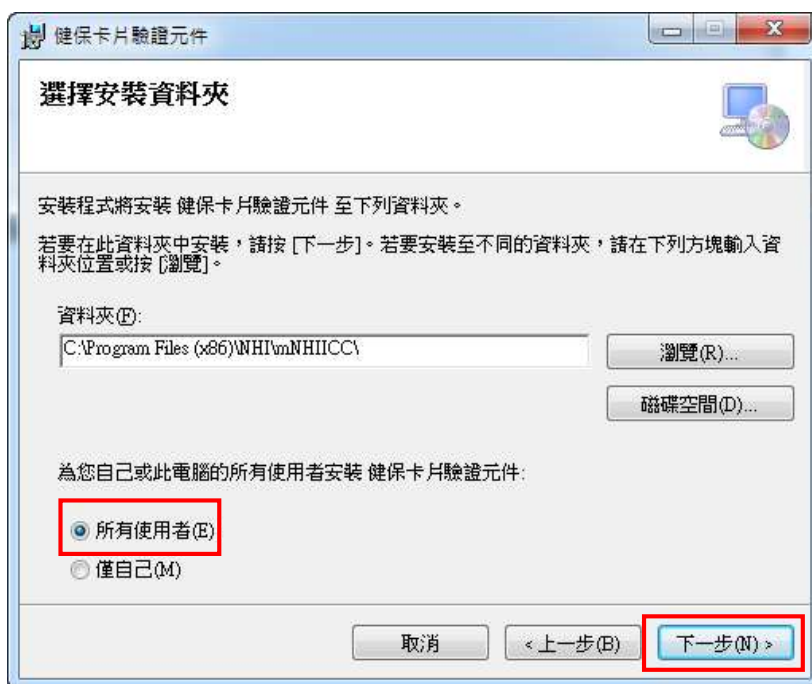 健保卡片驗證元件
選擇安裝資料夾
安裝程式將安裝 健保卡片驗證元件 至下列資料夾。
若要在此資料夾中安裝，請按 [下一步]。若要安裝至不同的資料夾，請在下列方塊輸入資
料夾位置或按 [瀏覽]。
資料夾(F):
C:\Program Files (x86)\NHI\mNHIICC\
瀏覽(R)...
磁碟空間(D)...
為您自己或此電腦的所有使用者安裝 健保卡片驗證元件:
所有使用者(E)
僅自己(M)
取消
<上一步(B)
下一步(N) >